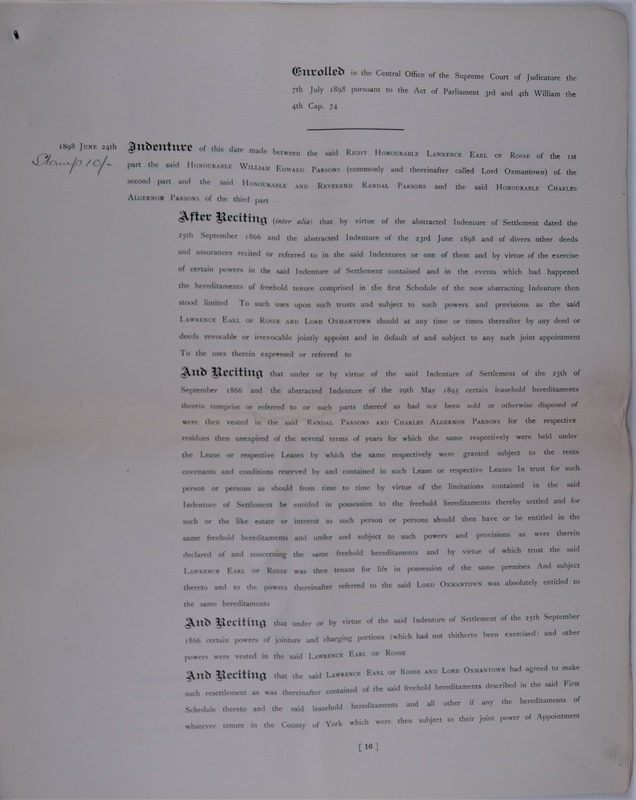 Enrolled in the Central Office of the Supreme Court of Judicature the
7th July 1898 pursuant to the Act of Parliament 3rd and 4th William the
4th Cap. 74
1898 JUNE 24th
Stamp 10/-
Indenture of this date made between the said RIGHT HONOURABLE LAWRENCE EARL OF ROSSE of the 1st
part the said HONOURABLE WILLIAM EDWARD PARSONS (commonly and thereinafter called Lord Oxmantown) of the
second part and the said HONOURABLE AND REVEREND RANDAL PARSONS and the said HONOURABLE CHARLES
ALGERNON PARSONS of the third part
After Reciting (inter alia) that by virtue of the abstracted Indenture of Settlement dated the
25th September 1866 and the abstracted Indenture of the 23rd June 1898 and of divers other deeds
and assurances recited or referred to in the said Indentures or one of them and by virtue of the exercise
of certain powers in the said Indenture of Settlement contained and in the events which had happened
the hereditaments of freehold tenure comprised in the first Schedule of the now abstracting Indenture then
stood limited To such uses upon such trusts and subject to such powers and provisions as the said
LAWRENCE EARL OF ROSSE AND LORD OXMANTOWN should at any time or times thereafter by any deed or
deeds revocable or irrevocable jointly appoint and in default of and subject to any such joint appointment
To the uses therein expressed or referred to
And Reciting that under or by virtue of the said Indenture of Settlement of the 25th of
September 1866 and the abstracted Indenture of the 29th May 1895 certain leasehold hereditaments
therein comprise or referred to or such parts thereof as had not been sold or otherwise disposed of
were then vested in the said RANDAL PARSONS AND CHARLES ALGERNON PARSONS for the respective
residues then unexpired of the several terms of years for which the same respectively were held under
the Lease or respective Leases by which the same respectively were granted subject to the rents
covenants and conditions reserved by and contained in such Lease or respective Leases In trust for such
person or persons as should from time to time by virtue of the limitations contained in the said
Indenture of Settlement be entitled in possession to the freehold hereditaments thereby settled and for
such or the like estate or interest as such person or persons should then have or be entitled in the
same freehold hereditaments and under and subject to such powers and provisions as were therein
declared of and concerning the same freehold hereditaments and by virtue of which trust the said
LAWRENCE EARL OF ROSSE was then tenant for life in possession of the same premises And subject
thereto and to the powers thereinafter referred to the said LORD OXMANTOWN was absolutely entitled to
the same hereditaments
And Reciting that under or by virtue of the said Indenture of Settlement of the 25th September
1866 certain powers of jointure and charging portions (which had not thitherto been exercised) and other
powers were vested in the said LAWRENCE EARL OF ROSSE
And Reciting that the said LAWRENCE EARL OF ROSSE AND LORD OXMANTOWN had agreed to make
such resettlement as was thereinafter contained of the said freehold hereditaments described in the said First
Schedule thereto and the said leasehold hereditaments and all other if any the hereditaments of
whatever tenure in the County of York which were then subject to their joint power of Appointment
[ 16 ]